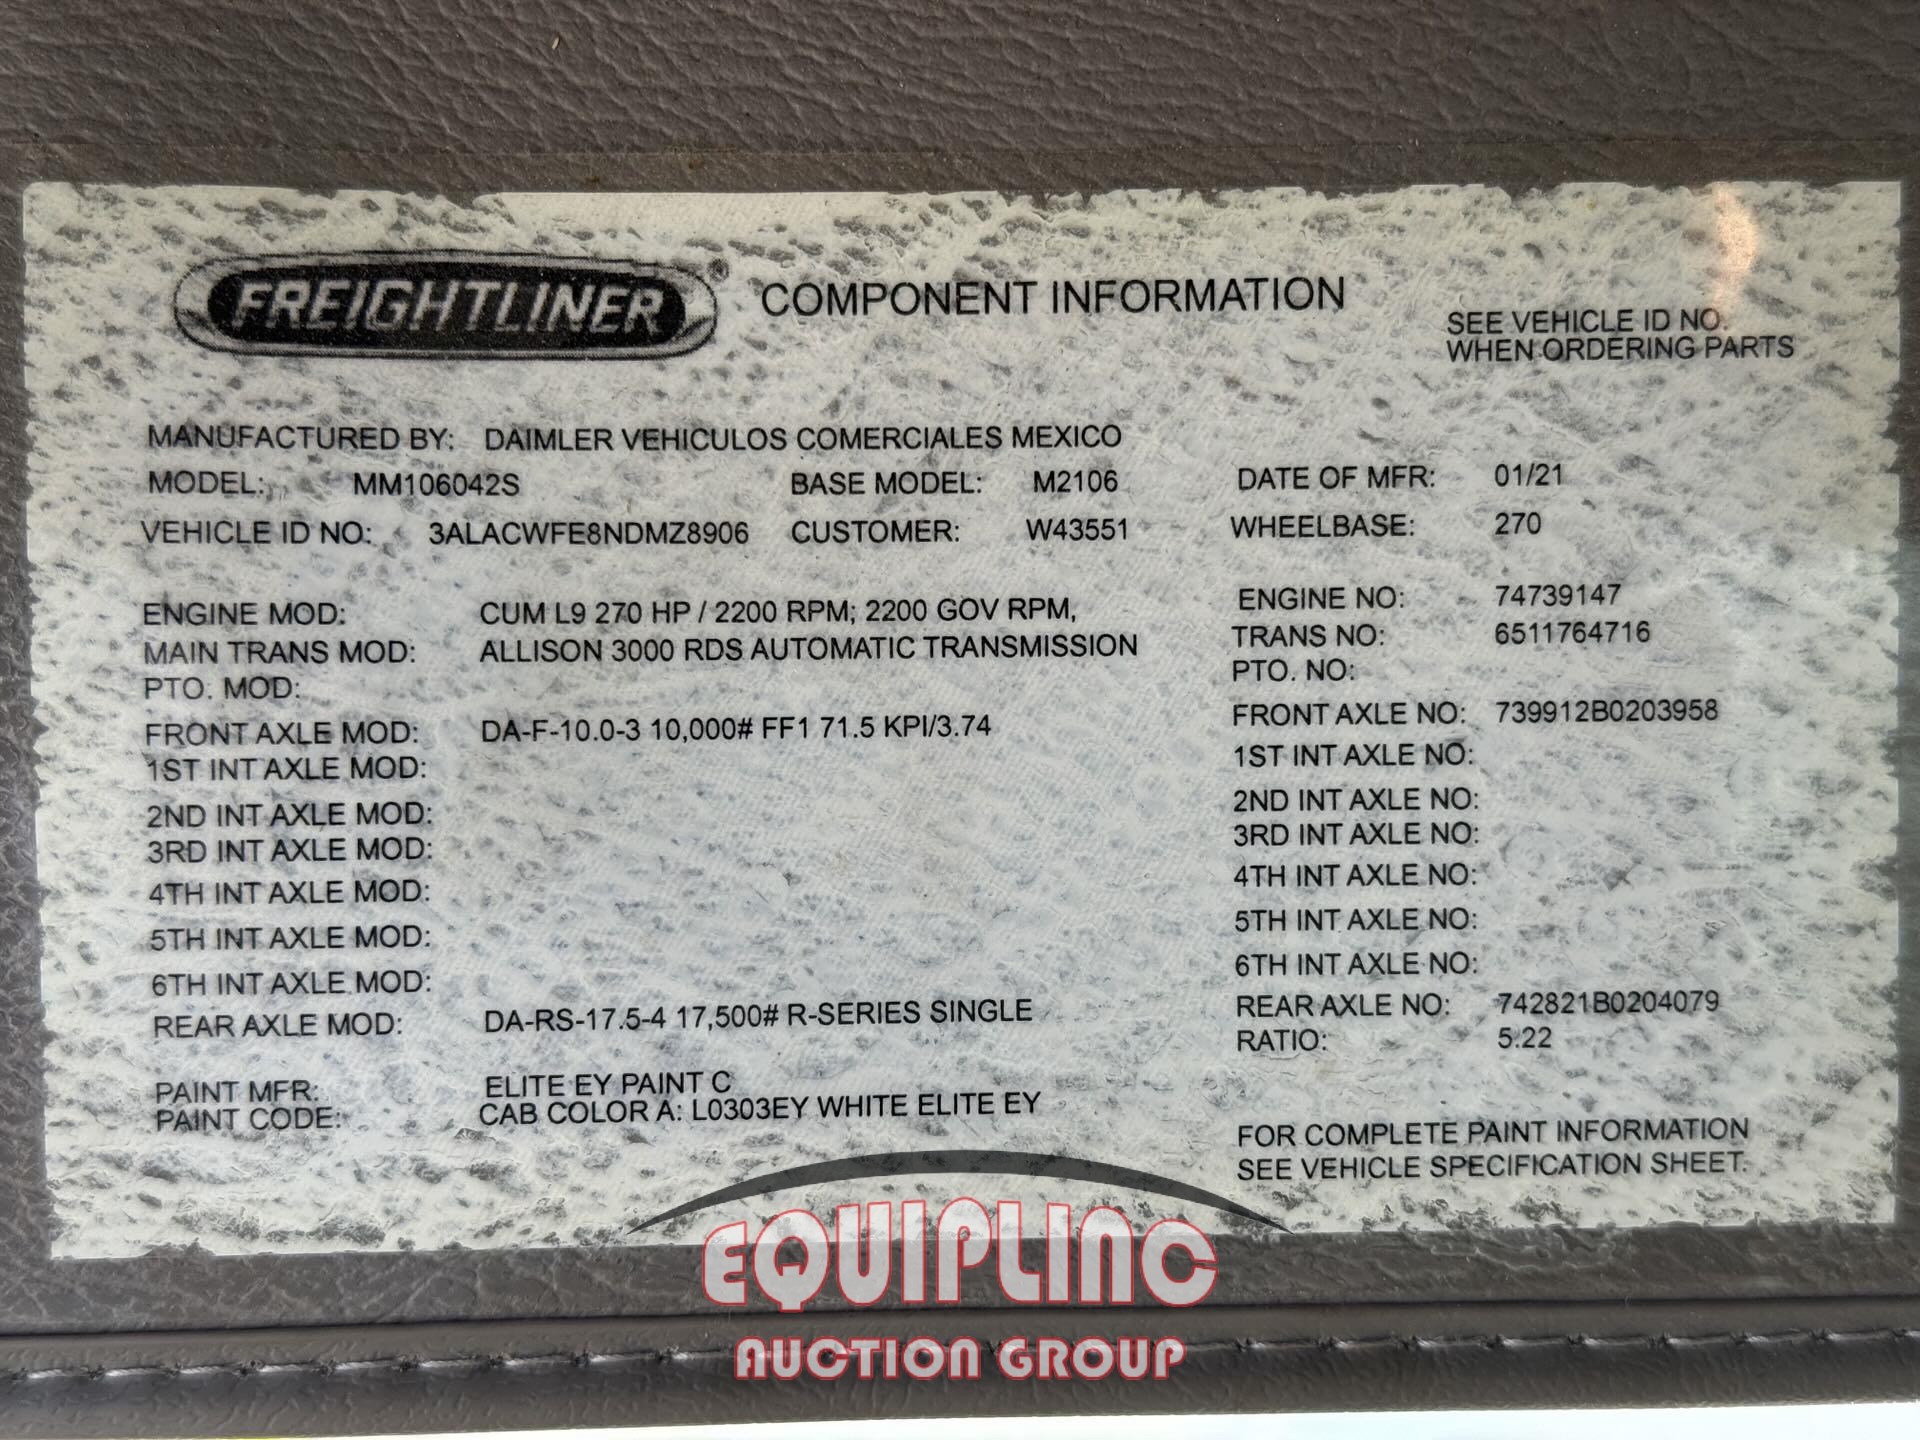 FREIGHTLINER® COMPONENT INFORMATION
SEE VEHICLE ID NO.
WHEN ORDERING PARTS
MANUFACTURED BY: DAIMLER VEHICULOS COMERCIALES MEXICO
MODEL: MM106042S BASE MODEL: M2106 DATE OF MFR: 01/21
VEHICLE ID NO: 3ALACWFE8NDMZ8906 CUSTOMER: W43551 WHEELBASE: 270
ENGINE MOD: CUM L9 270 HP / 2200 RPM; 2200 GOV RPM, ENGINE NO: 74739147
MAIN TRANS MOD: ALLISON 3000 RDS AUTOMATIC TRANSMISSION TRANS NO: 6511764716
PTO. MOD: PTO. NO:
FRONT AXLE MOD: DA-F-10.0-3 10,000# FF1 71.5 KPI/3.74 FRONT AXLE NO: 739912B0203958
1ST INT AXLE MOD: 1ST INT AXLE NO:
2ND INT AXLE MOD: 2ND INT AXLE NO:
3RD INT AXLE MOD: 3RD INT AXLE NO:
4TH INT AXLE MOD: 4TH INT AXLE NO:
5TH INT AXLE MOD: 5TH INT AXLE NO:
6TH INT AXLE MOD: 6TH INT AXLE NO:
REAR AXLE MOD: DA-RS-17.5-4 17,500# R-SERIES SINGLE REAR AXLE NO: 742821B0204079
RATIO: 5.22
PAINT MFR: ELITE EY PAINT C
PAINT CODE: CAB COLOR A: L0303EY WHITE ELITE EY
FOR COMPLETE PAINT INFORMATION
SEE VEHICLE SPECIFICATION SHEET.
EQUIPLINC
AUCTION GROUP